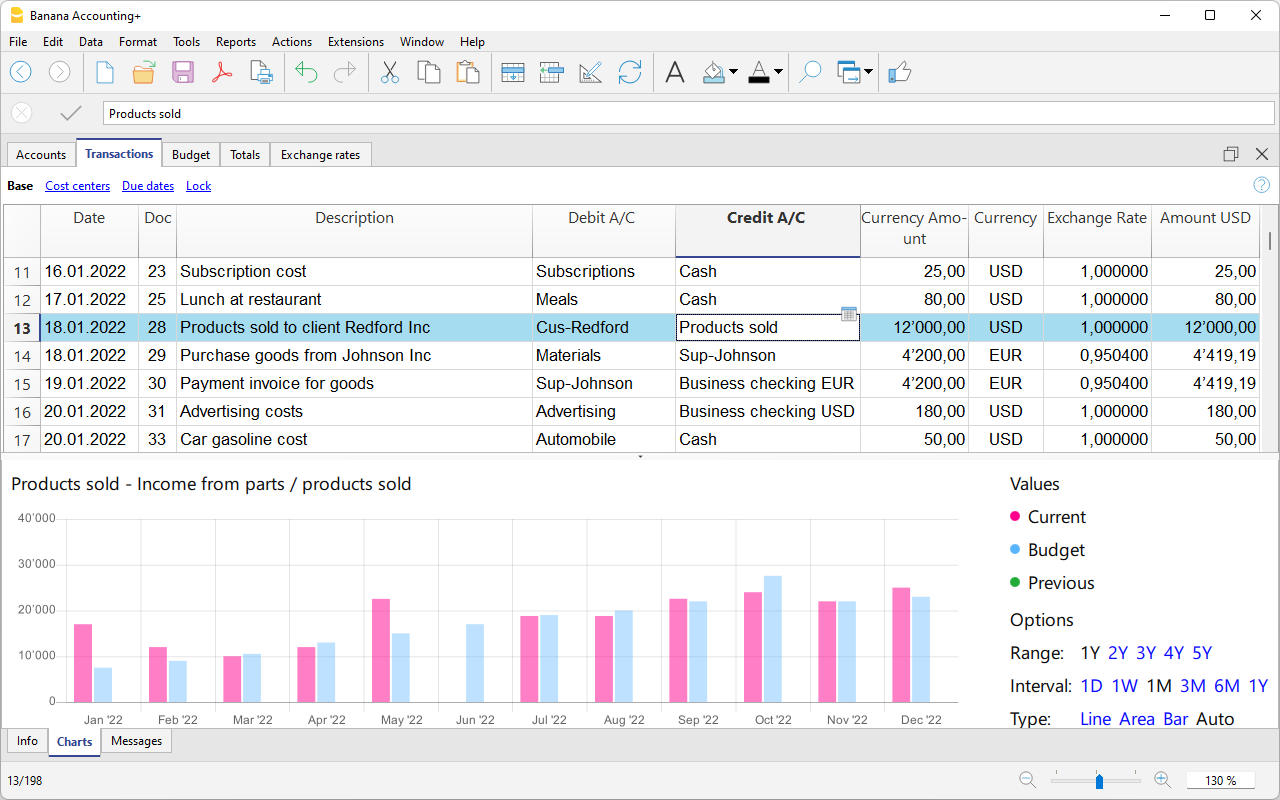 Banana Accounting+
File Edit Data Format Tools Reports Actions Extensions Window Help
Products sold
Accounts Transactions Budget Totals Exchange rates
Base Cost centers Due dates Lock
Date Doc Description Debit A/C Credit A/C Currency Amo- Currency Exchange Rate Amount USD
unt
11 16.01.2022 23 Subscription cost Subscriptions Cash 25,00 USD 1,000000 25,00
12 17.01.2022 25 Lunch at restaurant Meals Cash 80,00 USD 1,000000 80,00
13 18.01.2022 28 Products sold to client Redford Inc Cus-Redford Products sold 12’000,00 USD 1,000000 12’000,00
14 18.01.2022 29 Purchase goods from Johnson Inc Materials Sup-Johnson 4’200,00 EUR 0,950400 4’419,19
15 19.01.2022 30 Payment invoice for goods Sup-Johnson Business checking EUR 4’200,00 EUR 0,950400 4’419,19
16 20.01.2022 31 Advertising costs Advertising Business checking USD 180,00 USD 1,000000 180,00
17 20.01.2022 33 Car gasoline cost Automobile Cash 50,00 USD 1,000000 50,00
Products sold - Income from parts / products sold
40’000
30’000
20’000
10’000
0
Jan '22 Feb '22 Mar '22 Apr '22 May '22 Jun '22 Jul '22 Aug '22 Sep '22 Oct '22 Nov '22 Dec '22
Values
Current
Budget
Previous
Options
Range: 1Y 2Y 3Y 4Y 5Y
Interval: 1D 1W 1M 3M 6M 1Y
Type: Line Area Bar Auto
Info Charts Messages
13/198
130 %